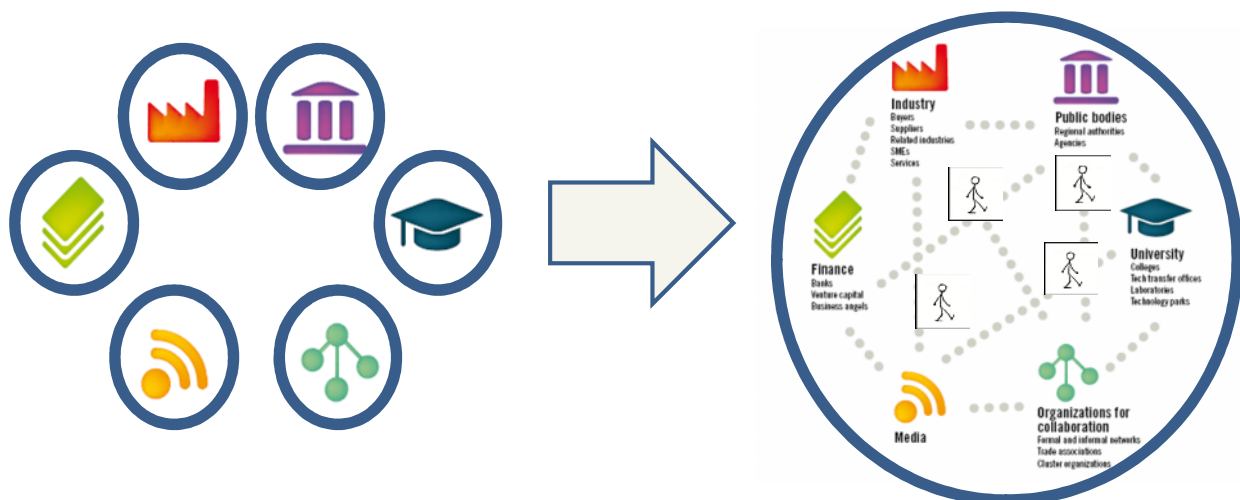 Industry
Buyers
Suppliers
Related industries
SMEs
Services
Public bodies
Regional authorities
Agencies
Finance
Banks
Venture capital
Business angels
University
Colleges
Tech transfer offices
Laboratories
Technology parks
Media
Organizations for
collaboration
Formal and informal networks
Trade associations
Cluster organizations